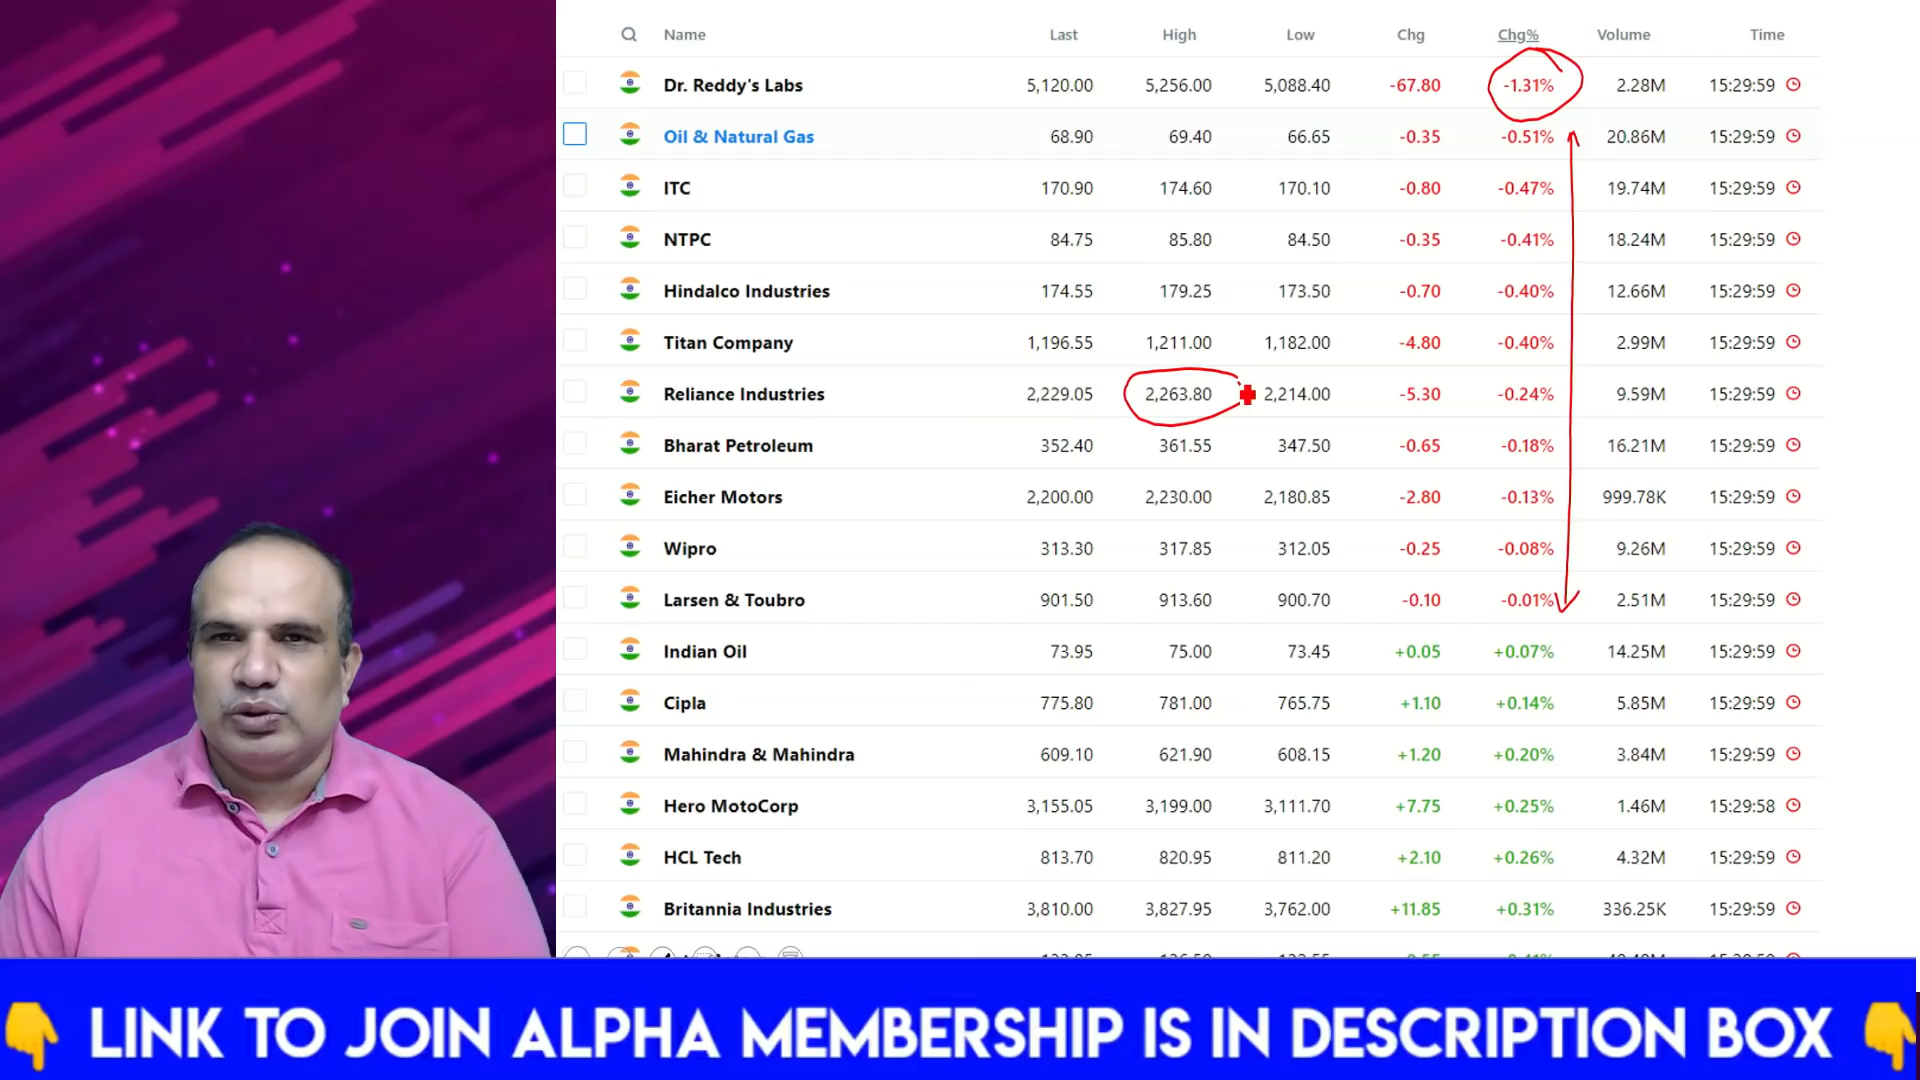 Name Last High Low Chg Chg% Volume Time
Dr. Reddy's Labs 5,120.00 5,256.00 5,088.40 -67.80 -1.31% 2.28M 15:29:59
Oil & Natural Gas 68.90 69.40 66.65 -0.35 -0.51% 20.86M 15:29:59
ITC 170.90 174.60 170.10 -0.80 -0.47% 19.74M 15:29:59
NTPC 84.75 85.80 84.50 -0.35 -0.41% 18.24M 15:29:59
Hindalco Industries 174.55 179.25 173.50 -0.70 -0.40% 12.66M 15:29:59
Titan Company 1,196.55 1,211.00 1,182.00 -4.80 -0.40% 2.99M 15:29:59
Reliance Industries 2,229.05 2,263.80 2,214.00 -5.30 -0.24% 9.59M 15:29:59
Bharat Petroleum 352.40 361.55 347.50 -0.65 -0.18% 16.21M 15:29:59
Eicher Motors 2,200.00 2,230.00 2,180.85 -2.80 -0.13% 999.78K 15:29:59
Wipro 313.30 317.85 312.05 -0.25 -0.08% 9.26M 15:29:59
Larsen & Toubro 901.50 913.60 900.70 -0.10 -0.01% 2.51M 15:29:59
Indian Oil 73.95 75.00 73.45 +0.05 +0.07% 14.25M 15:29:59
Cipla 775.80 781.00 765.75 +1.10 +0.14% 5.85M 15:29:59
Mahindra & Mahindra 609.10 621.90 608.15 +1.20 +0.20% 3.84M 15:29:59
Hero MotoCorp 3,155.05 3,199.00 3,111.70 +7.75 +0.25% 1.46M 15:29:58
HCL Tech 813.70 820.95 811.20 +2.10 +0.26% 4.32M 15:29:59
Britannia Industries 3,810.00 3,827.95 3,762.00 +11.85 +0.31% 336.25K 15:29:59
LINK TO JOIN ALPHA MEMBERSHIP IS IN DESCRIPTION BOX